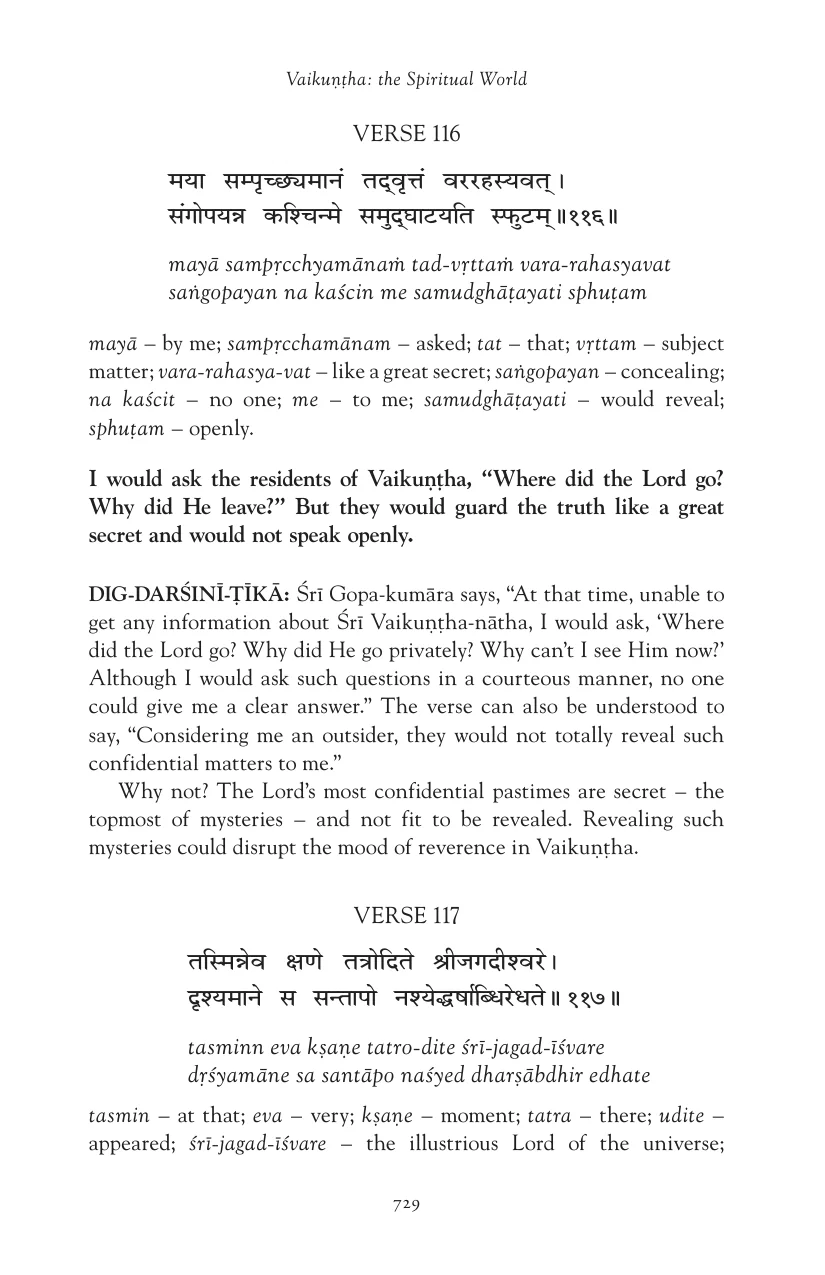 Vaikuṇṭha: the Spiritual World
VERSE 116
मया सम्पृच्छ्यमानं तद्वृत्तं वररहस्यवत् ।
संगोपयन्न कश्चिन्मे समुद्घाटयति स्फुटम् ॥११६॥
mayā sampṛcchyamānaṁ tad-vṛttaṁ vara-rahasyavat
saṅgopayan na kaścin me samudghāṭayati sphuṭam
mayā – by me; sampṛcchamānam – asked; tat – that; vṛttam – subject
matter; vara-rahasya-vat – like a great secret; saṅgopayan – concealing;
na kaścit – no one; me – to me; samudghāṭayati – would reveal;
sphuṭam – openly.
I would ask the residents of Vaikuṇṭha, “Where did the Lord go?
Why did He leave?” But they would guard the truth like a great
secret and would not speak openly.
DIG-DARŚINĪ-ṬĪKĀ: Śrī Gopa-kumāra says, “At that time, unable to
get any information about Śrī Vaikuṇṭha-nātha, I would ask, ‘Where
did the Lord go? Why did He go privately? Why can’t I see Him now?’
Although I would ask such questions in a courteous manner, no one
could give me a clear answer.” The verse can also be understood to
say, “Considering me an outsider, they would not totally reveal such
confidential matters to me.”
Why not? The Lord’s most confidential pastimes are secret – the
topmost of mysteries – and not fit to be revealed. Revealing such
mysteries could disrupt the mood of reverence in Vaikuṇṭha.
VERSE 117
तस्मिन्नेव क्षणे तत्रोदिते श्रीजगदीश्वरे ।
दृश्यमाने स सन्तापो नश्येद्धर्षाब्धिरेधते ॥ ११७॥
tasminn eva kṣaṇe tatro-dite śrī-jagad-īśvare
dṛśyamāne sa santāpo naśyed dharṣābdhir edhate
tasmin – at that; eva – very; kṣaṇe – moment; tatra – there; udite –
appeared; śrī-jagad-īśvare – the illustrious Lord of the universe;
729